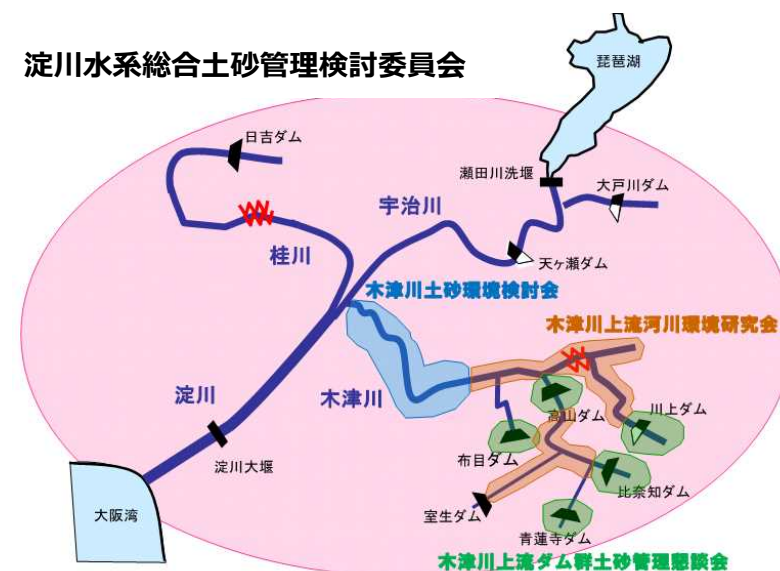 淀川水系総合土砂管理検討委員会
琵琶湖
日吉ダム
瀬田川洗堰
大戸川ダム
宇治川
桂川
天ヶ瀬ダム
木津川土砂環境検討会
木津川上流河川環境研究会
淀川
木津川
高山ダム
川上ダム
淀川大堰
布目ダム
比奈知ダム
大阪湾
室生ダム
青蓮寺ダム
木津川上流ダム群土砂管理懇談会